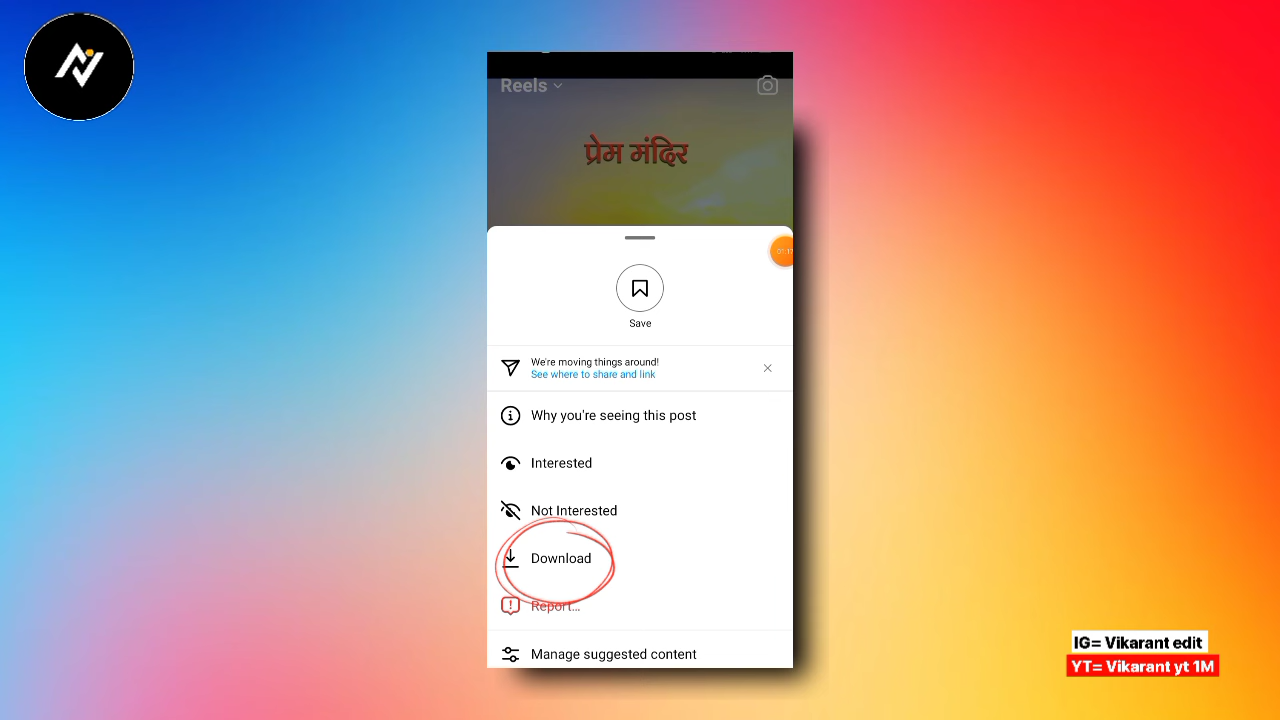 Reels
प्रेम मंदिर
Save
We're moving things around!
See where to share and link
Why you're seeing this post
Interested
Not Interested
Download
Report...
Manage suggested content
IG= Vikarant edit
YT= Vikarant yt 1M